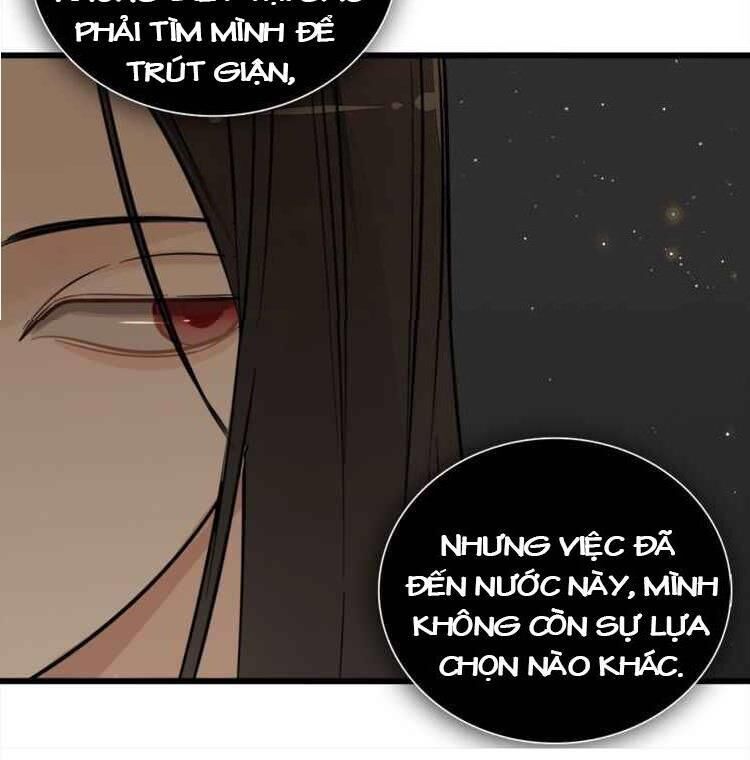 PHẢI TÌM MÌNH ĐỂ
TRÚT GIẬN,
NHƯNG VIỆC ĐÃ
ĐẾN NƯỚC NÀY, MÌNH
KHÔNG CÒN SỰ LỰA
CHỌN NÀO KHÁC.